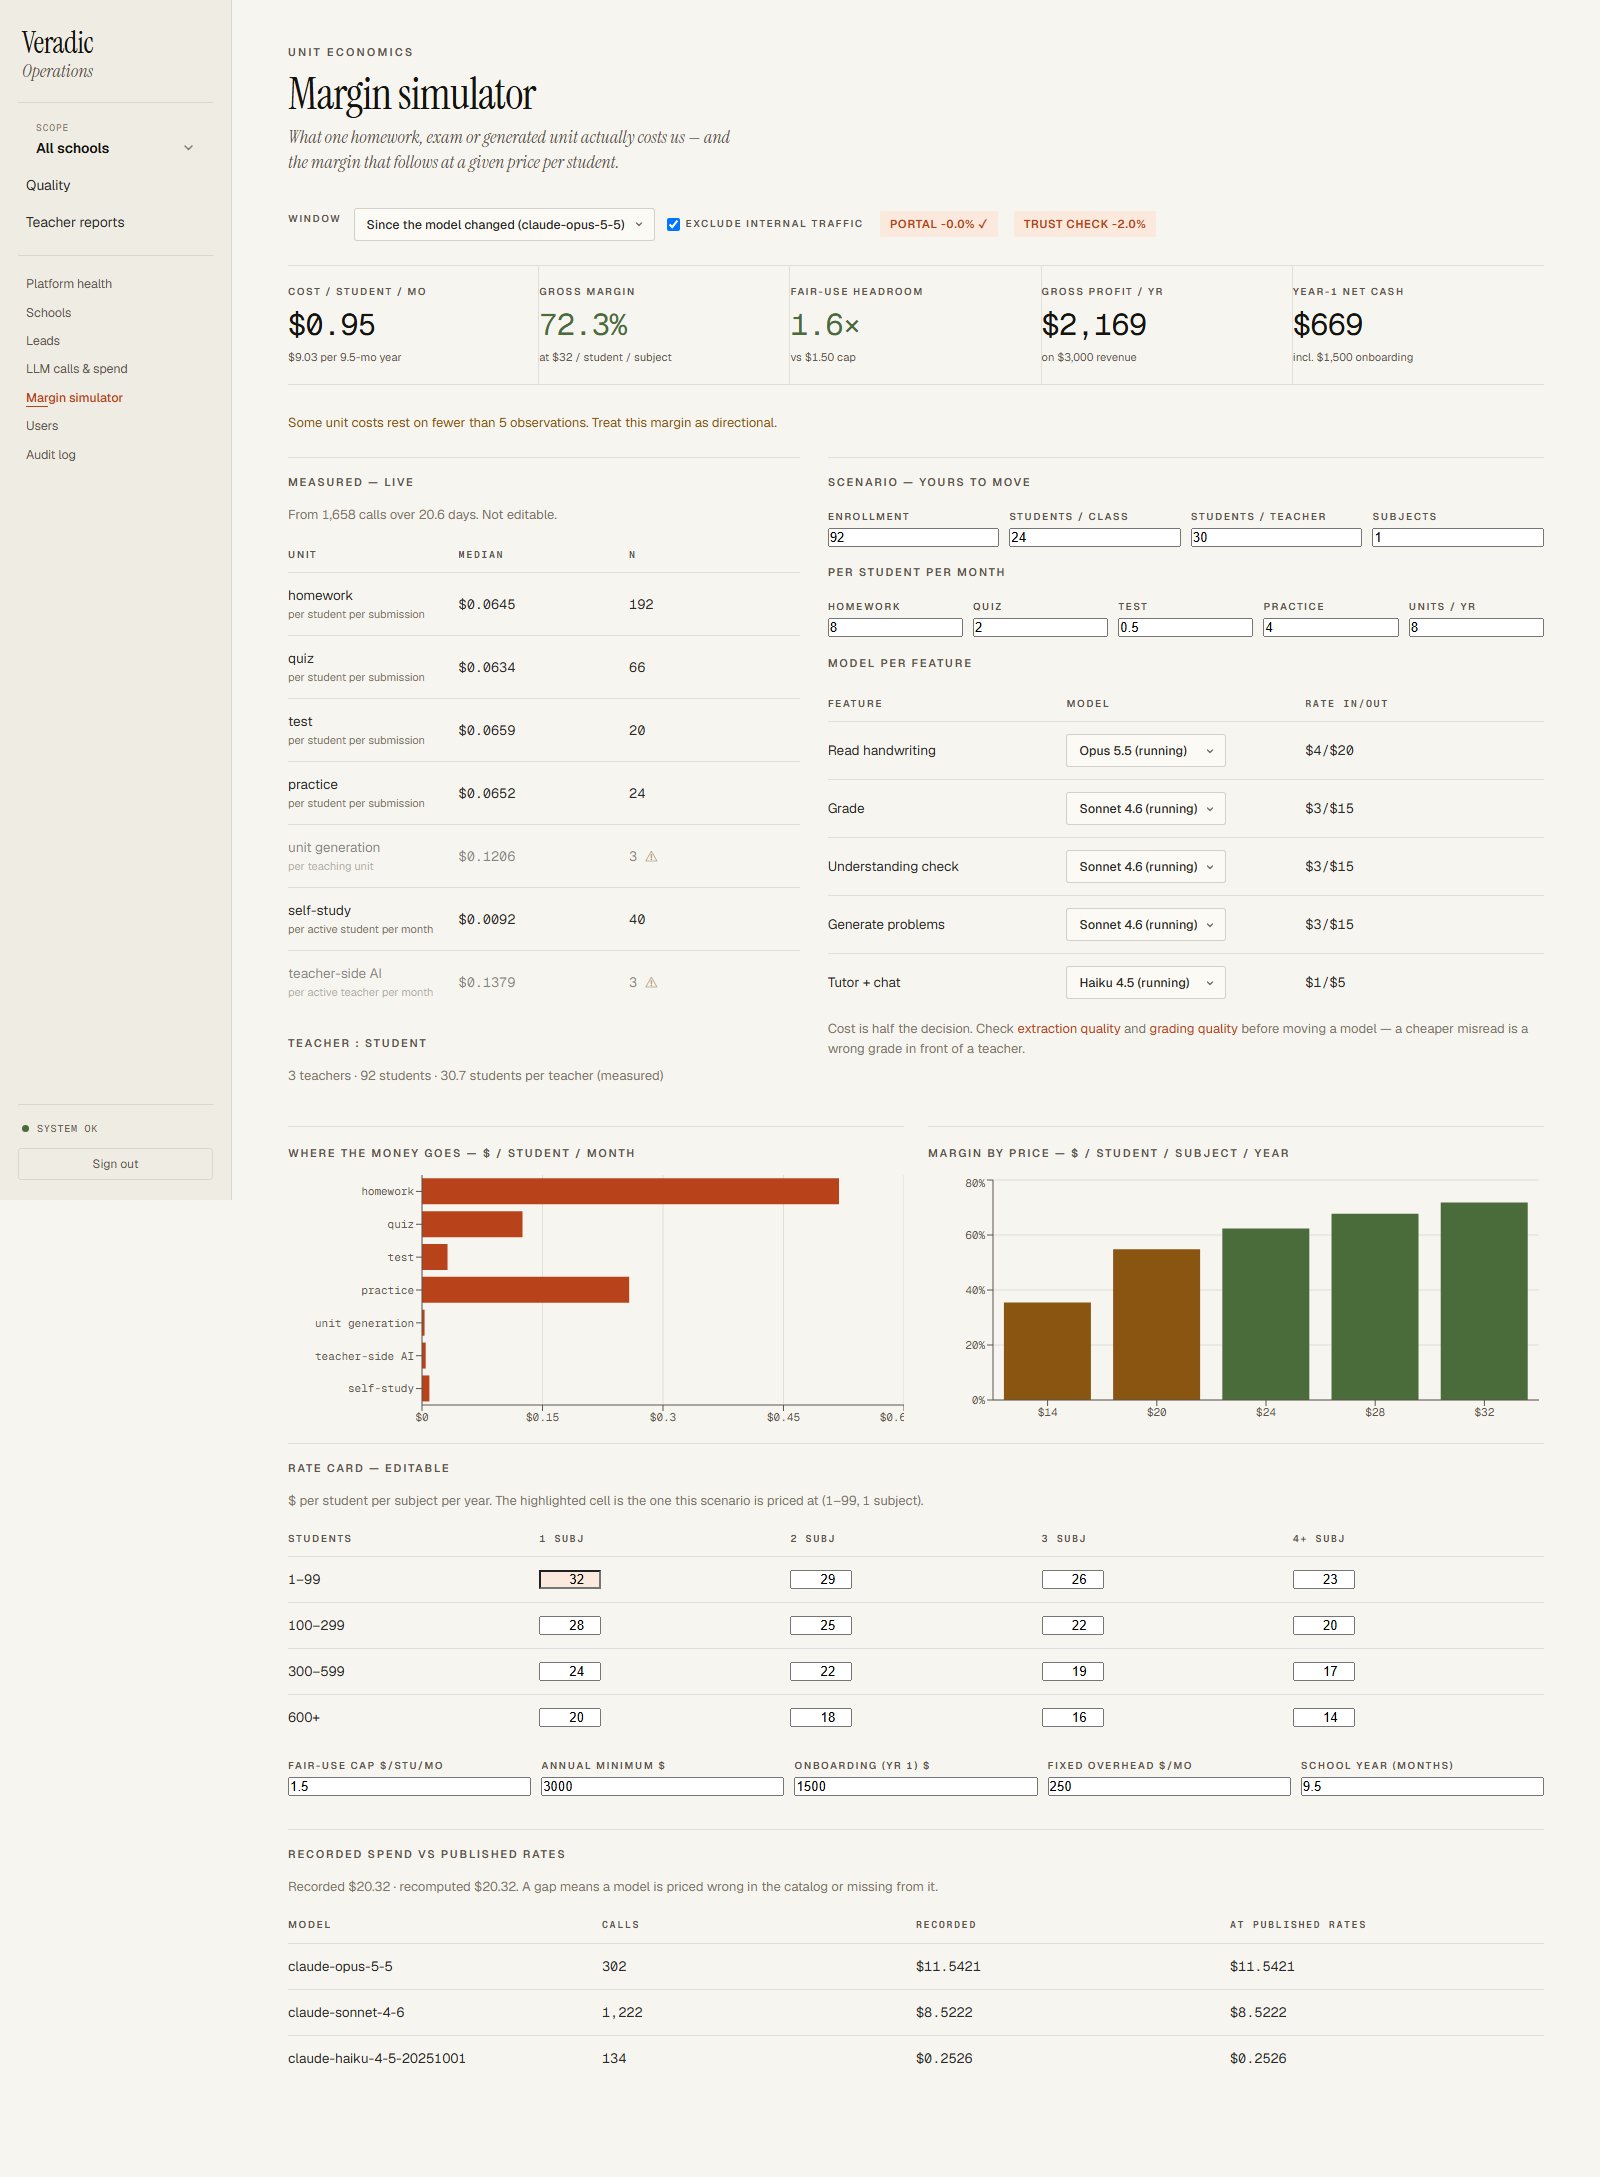 Veradic
Operations
SCOPE
All schools
Quality
Teacher reports
Platform health
Schools
Leads
LLM calls & spend
Margin simulator
Users
Audit log
SYSTEM OK
Sign out
UNIT ECONOMICS
Margin simulator
What one homework, exam or generated unit actually costs us — and
the margin that follows at a given price per student.
WINDOW Since the model changed (claude-opus-5-5) EXCLUDE INTERNAL TRAFFIC PORTAL -0.0% ✓ TRUST CHECK -2.0%
COST / STUDENT / MO
$0.95
$9.03 per 9.5-mo year
GROSS MARGIN
72.3%
at $32 / student / subject
FAIR-USE HEADROOM
1.6×
vs $1.50 cap
GROSS PROFIT / YR
$2,169
on $3,000 revenue
YEAR-1 NET CASH
$669
incl. $1,500 onboarding
Some unit costs rest on fewer than 5 observations. Treat this margin as directional.
MEASURED — LIVE
From 1,658 calls over 20.6 days. Not editable.
UNIT MEDIAN N
homework
per student per submission
$0.0645 192
quiz
per student per submission
$0.0634 66
test
per student per submission
$0.0659 20
practice
per student per submission
$0.0652 24
unit generation
per teaching unit
$0.1206 3 ⚠
self-study
per active student per month
$0.0092 40
teacher-side AI
per active teacher per month
$0.1379 3 ⚠
TEACHER : STUDENT
3 teachers · 92 students · 30.7 students per teacher (measured)
SCENARIO — YOURS TO MOVE
ENROLLMENT STUDENTS / CLASS STUDENTS / TEACHER SUBJECTS
92 24 30 1
PER STUDENT PER MONTH
HOMEWORK QUIZ TEST PRACTICE UNITS / YR
8 2 0.5 4 8
MODEL PER FEATURE
FEATURE MODEL RATE IN/OUT
Read handwriting Opus 5.5 (running) $4/$20
Grade Sonnet 4.6 (running) $3/$15
Understanding check Sonnet 4.6 (running) $3/$15
Generate problems Sonnet 4.6 (running) $3/$15
Tutor + chat Haiku 4.5 (running) $1/$5
Cost is half the decision. Check extraction quality and grading quality before moving a model — a cheaper misread is a
wrong grade in front of a teacher.
WHERE THE MONEY GOES — $ / STUDENT / MONTH
homework
quiz
test
practice
unit generation
teacher-side AI
self-study
$0 $0.15 $0.3 $0.45 $0.6
MARGIN BY PRICE — $ / STUDENT / SUBJECT / YEAR
80%
60%
40%
20%
0%
$14 $20 $24 $28 $32
RATE CARD — EDITABLE
$ per student per subject per year. The highlighted cell is the one this scenario is priced at (1–99, 1 subject).
STUDENTS 1 SUBJ 2 SUBJ 3 SUBJ 4+ SUBJ
1–99 32 29 26 23
100–299 28 25 22 20
300–599 24 22 19 17
600+ 20 18 16 14
FAIR-USE CAP $/STU/MO ANNUAL MINIMUM $ ONBOARDING (YR 1) $ FIXED OVERHEAD $/MO SCHOOL YEAR (MONTHS)
1.5 3000 1500 250 9.5
RECORDED SPEND VS PUBLISHED RATES
Recorded $20.32 · recomputed $20.32. A gap means a model is priced wrong in the catalog or missing from it.
MODEL CALLS RECORDED AT PUBLISHED RATES
claude-opus-5-5 302 $11.5421 $11.5421
claude-sonnet-4-6 1,222 $8.5222 $8.5222
claude-haiku-4-5-20251001 134 $0.2526 $0.2526